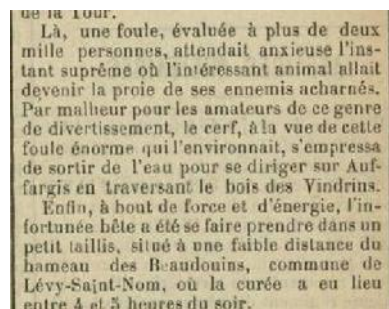 de la Tour.
Là, une foule, évaluée à plus de deux
mille personnes, attendait anxieuse l'ins-
tant suprême où l'intéressant animal allait
devenir la proie de ses ennemis acharnés.
Par malheur pour les amateurs de ce genre
de divertissement, le cerf, à la vue de cette
foule énorme qui l'environnait, s'empressa
de sortir de l'eau pour se diriger sur Auf-
fargis en traversant le bois des Vindrins.
Enfin, à bout de force et d'énergie, l'in-
fortunée bête a été se faire prendre dans un
petit taillis, situé à une faible distance du
hameau des Beaudouins, commune de
Lévy-Saint-Nom, où la curée a eu lieu
entre 4 et 5 heures du soir.